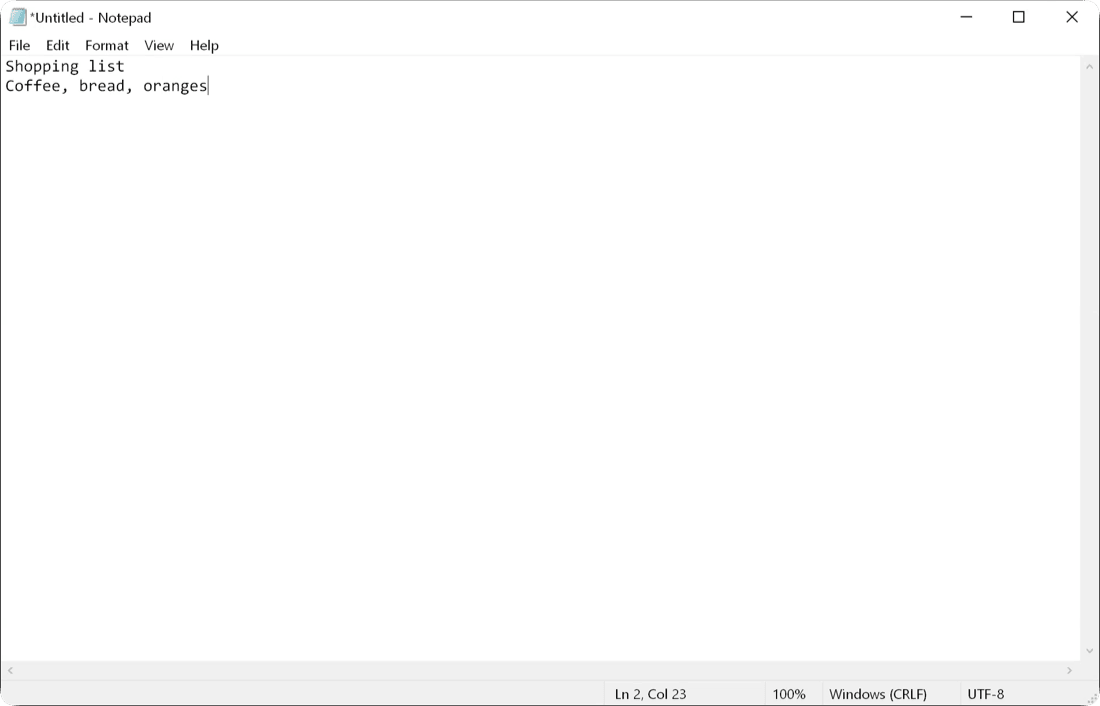 *Untitled - Notepad
File Edit Format View Help
Shopping list
Coffee, bread, oranges
Ln 2, Col 23 100% Windows (CRLF) UTF-8